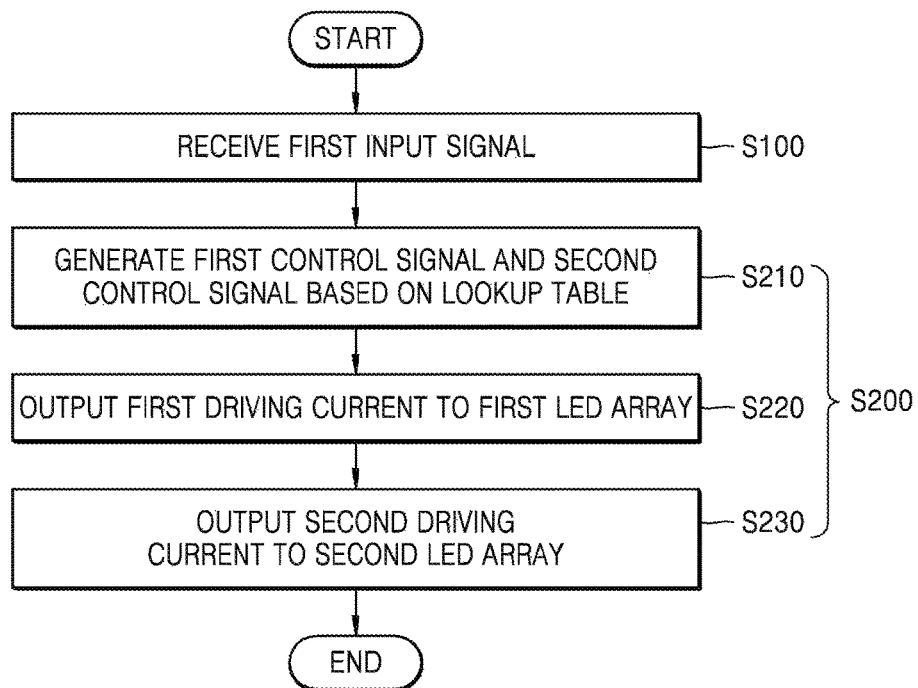 START
RECEIVE FIRST INPUT SIGNAL
S100
GENERATE FIRST CONTROL SIGNAL AND SECOND
CONTROL SIGNAL BASED ON LOOKUP TABLE
S210
OUTPUT FIRST DRIVING CURRENT TO FIRST LED ARRAY
S220
S200
OUTPUT SECOND DRIVING
CURRENT TO SECOND LED ARRAY
S230
END